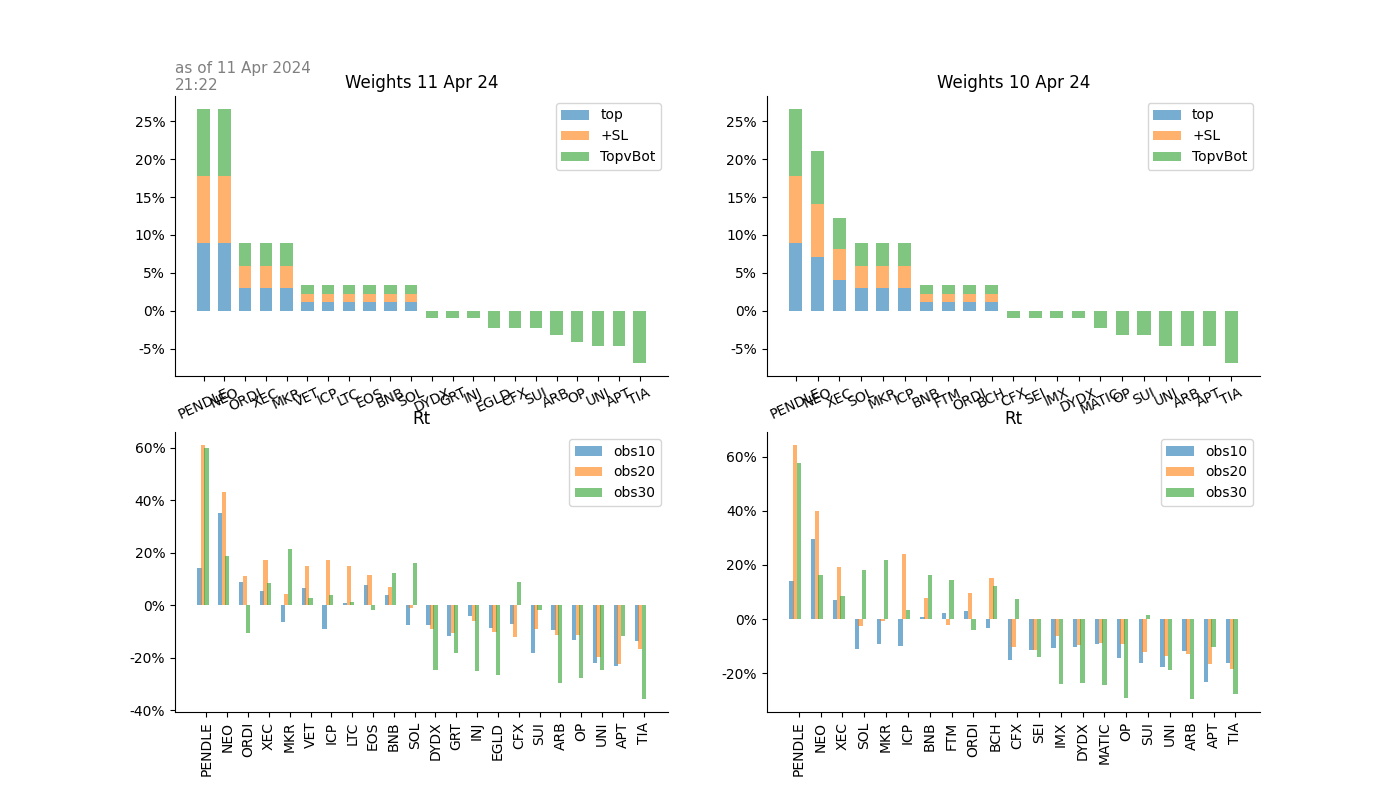 as of 11 Apr 2024
21:22
Weights 11 Apr 24
25%
20%
15%
10%
5%
0%
-5%
top
+SL
TopvBot
PENDLE NEO ORDI XEC MKR VET ICP LTC EOS BNB SOL DYDX GRT INJ EGLD CFX SUI ARB OP UNI APT TIA
Weights 10 Apr 24
25%
20%
15%
10%
5%
0%
-5%
top
+SL
TopvBot
PENDLE NEO XEC SOL MKR ICP BNB FTM ORDI BCH CFX SEI IMX DYDX MATIC OP SUI UNI ARB APT TIA
Rt
60%
40%
20%
0%
-20%
-40%
obs10
obs20
obs30
PENDLE NEO ORDI XEC MKR VET ICP LTC EOS BNB SOL DYDX GRT INJ EGLD CFX SUI ARB OP UNI APT TIA
Rt
60%
40%
20%
0%
-20%
obs10
obs20
obs30
PENDLE NEO XEC SOL MKR ICP BNB FTM ORDI BCH CFX SEI IMX DYDX MATIC OP SUI UNI ARB APT TIA